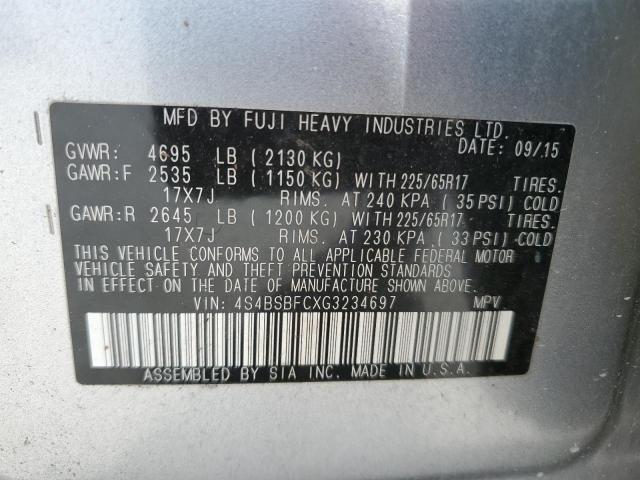 MFD BY FUJI HEAVY INDUSTRIES LTD.
DATE: 09/15
GVWR: 4695 LB ( 2130 KG)
GAWR:F 2535 LB ( 1150 KG) WITH 225/65R17 TIRES.
17X7J RIMS. AT 240 KPA ( 35 PSI) COLD
GAWR:R 2645 LB ( 1200 KG) WITH 225/65R17 TIRES.
17X7J RIMS. AT 230 KPA ( 33 PSI) COLD
THIS VEHICLE CONFORMS TO ALL APPLICABLE FEDERAL MOTOR
VEHICLE SAFETY AND THEFT PREVENTION STANDARDS
IN EFFECT ON THE DATE OF MANUFACTURE SHOWN ABOVE.
VIN: 4S4BSBFCXG3234697 MPV
ASSEMBLED BY SIA INC. MADE IN U.S.A.